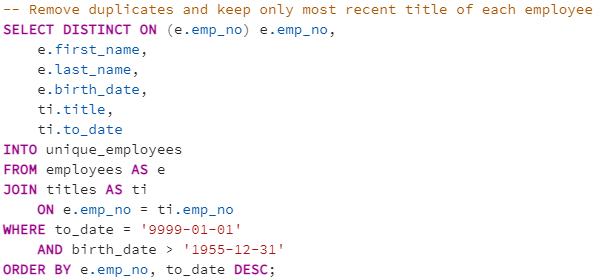 -- Remove duplicates and keep only most recent title of each employee
SELECT DISTINCT ON (e.emp_no) e.emp_no,
    e.first_name,
    e.last_name,
    e.birth_date,
    ti.title,
    ti.to_date
INTO unique_employees
FROM employees AS e
JOIN titles AS ti
    ON e.emp_no = ti.emp_no
WHERE to_date = '9999-01-01'
    AND birth_date > '1955-12-31'
ORDER BY e.emp_no, to_date DESC;